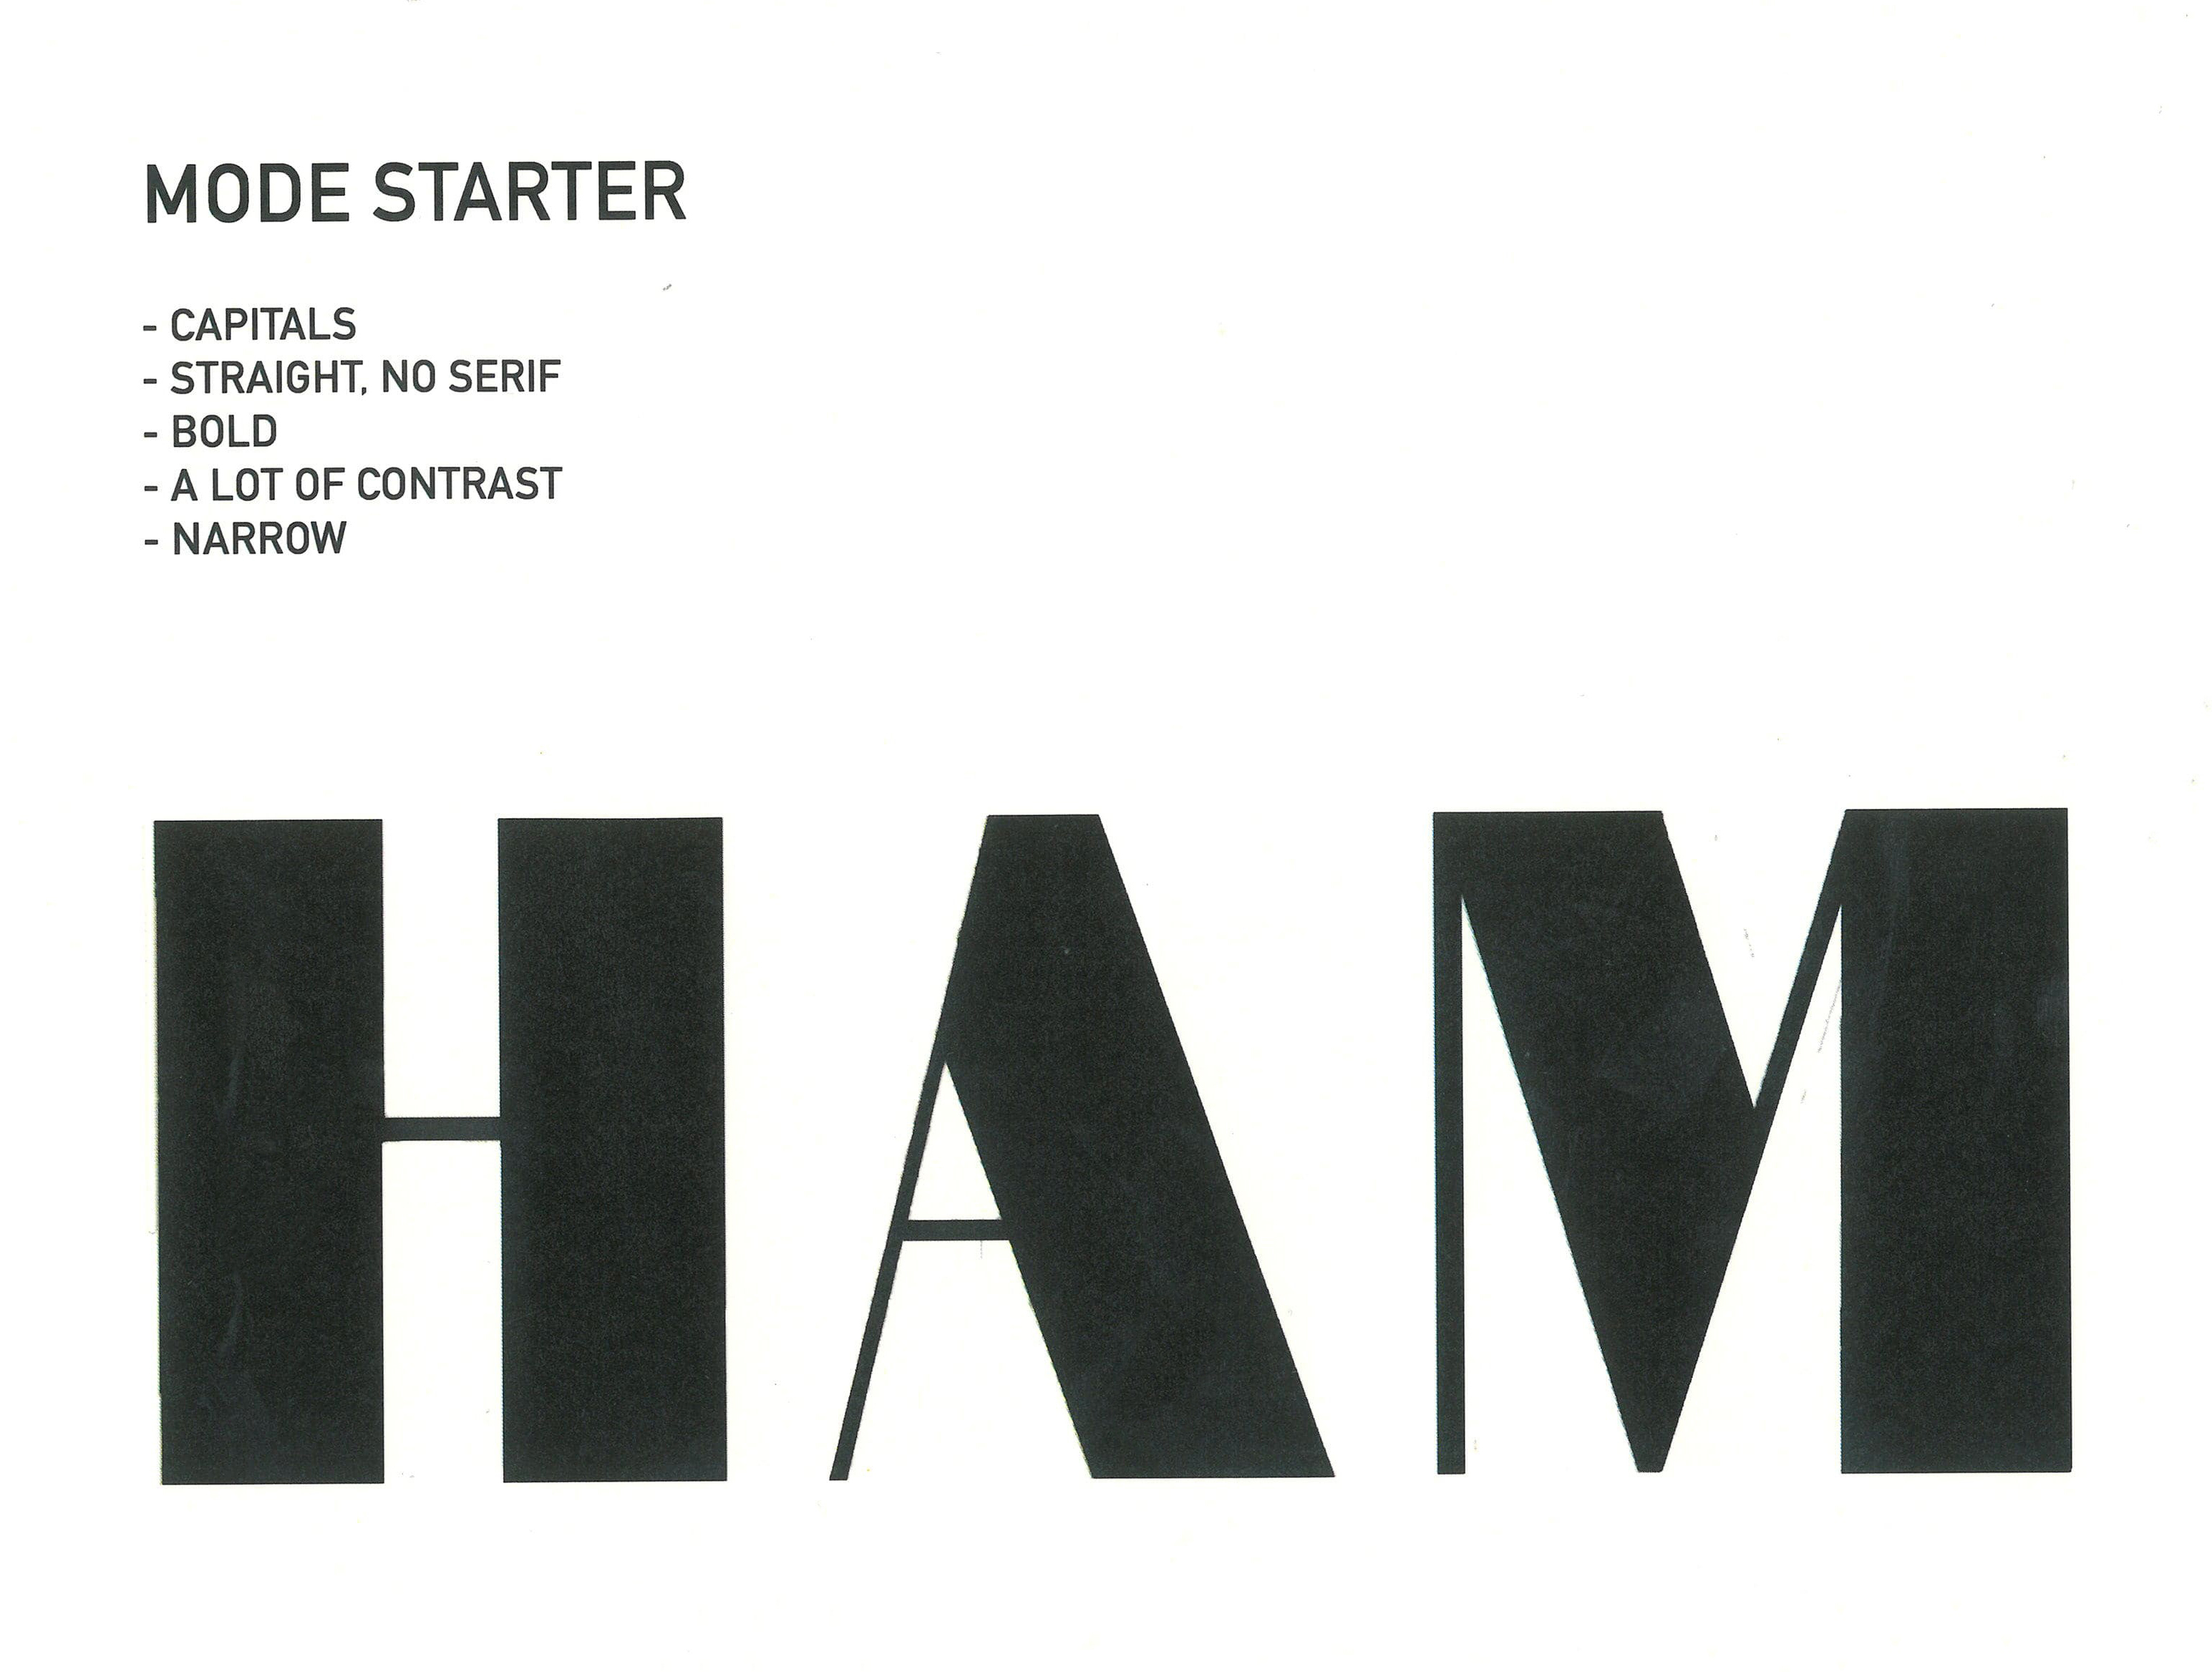 MODE STARTER
- CAPITALS
- STRAIGHT, NO SERIF
- BOLD
- A LOT OF CONTRAST
- NARROW
HAM